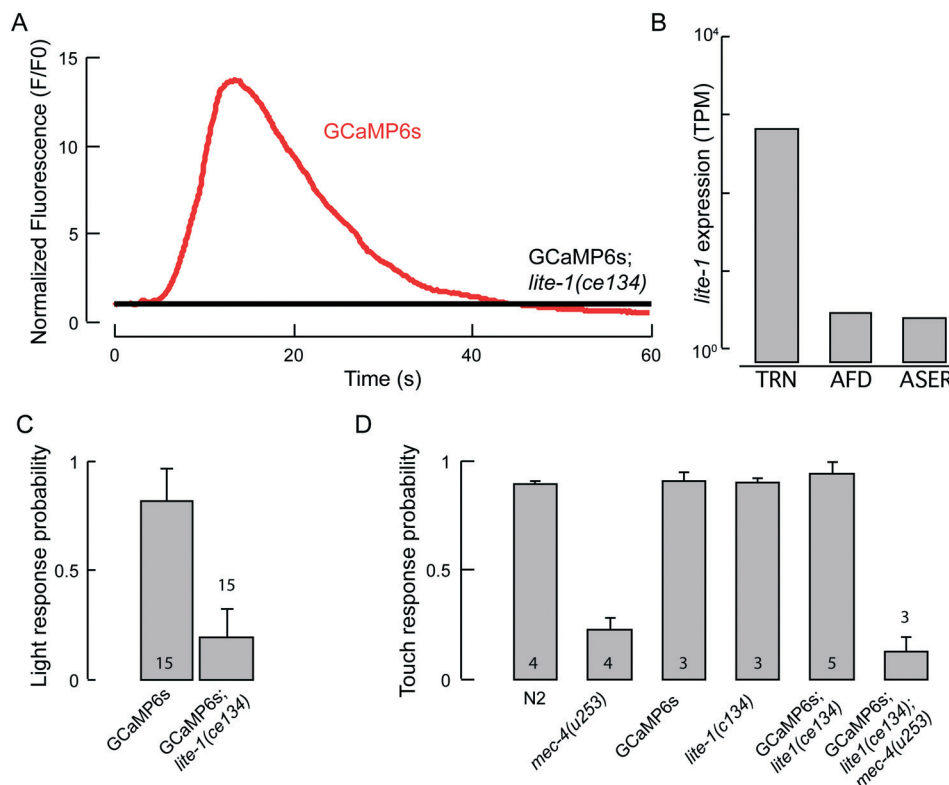 A
Normalized Fluorescence (F/F0)
15
10
5
0
GCaMP6s
GCaMP6s;
lite-1(ce134)
0
20
40
60
Time (s)
B
lite-1 expression (TPM)
10⁴
10⁰
TRN
AFD
ASER
C
Light response probability
1
0.5
0
15
15
GCaMP6s
GCaMP6s;
lite-1(ce134)
D
Touch response probability
1
0.5
0
4
4
3
3
5
3
N2
mec-4(u253)
GCaMP6s
lite-1(c134)
GCaMP6s;
lite1(ce134)
GCaMP6s;
lite1(ce134);
mec-4(u253)